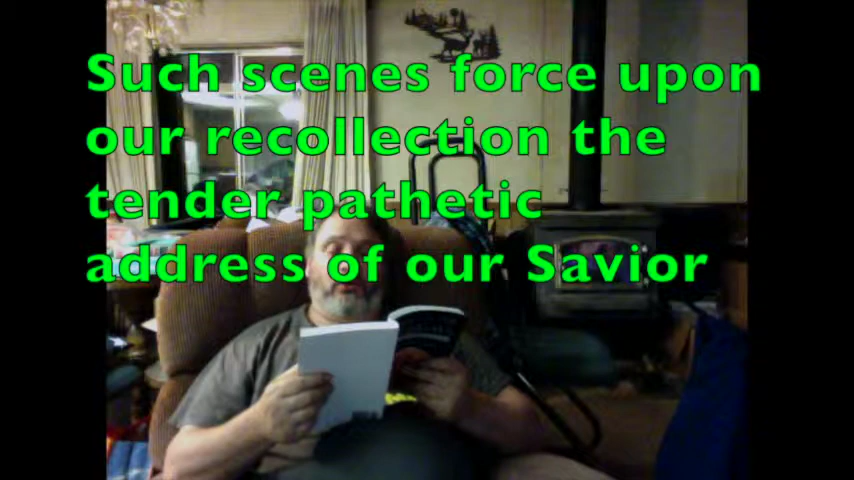 Such scenes force upon
our recollection the
tender pathetic
address of our Savior